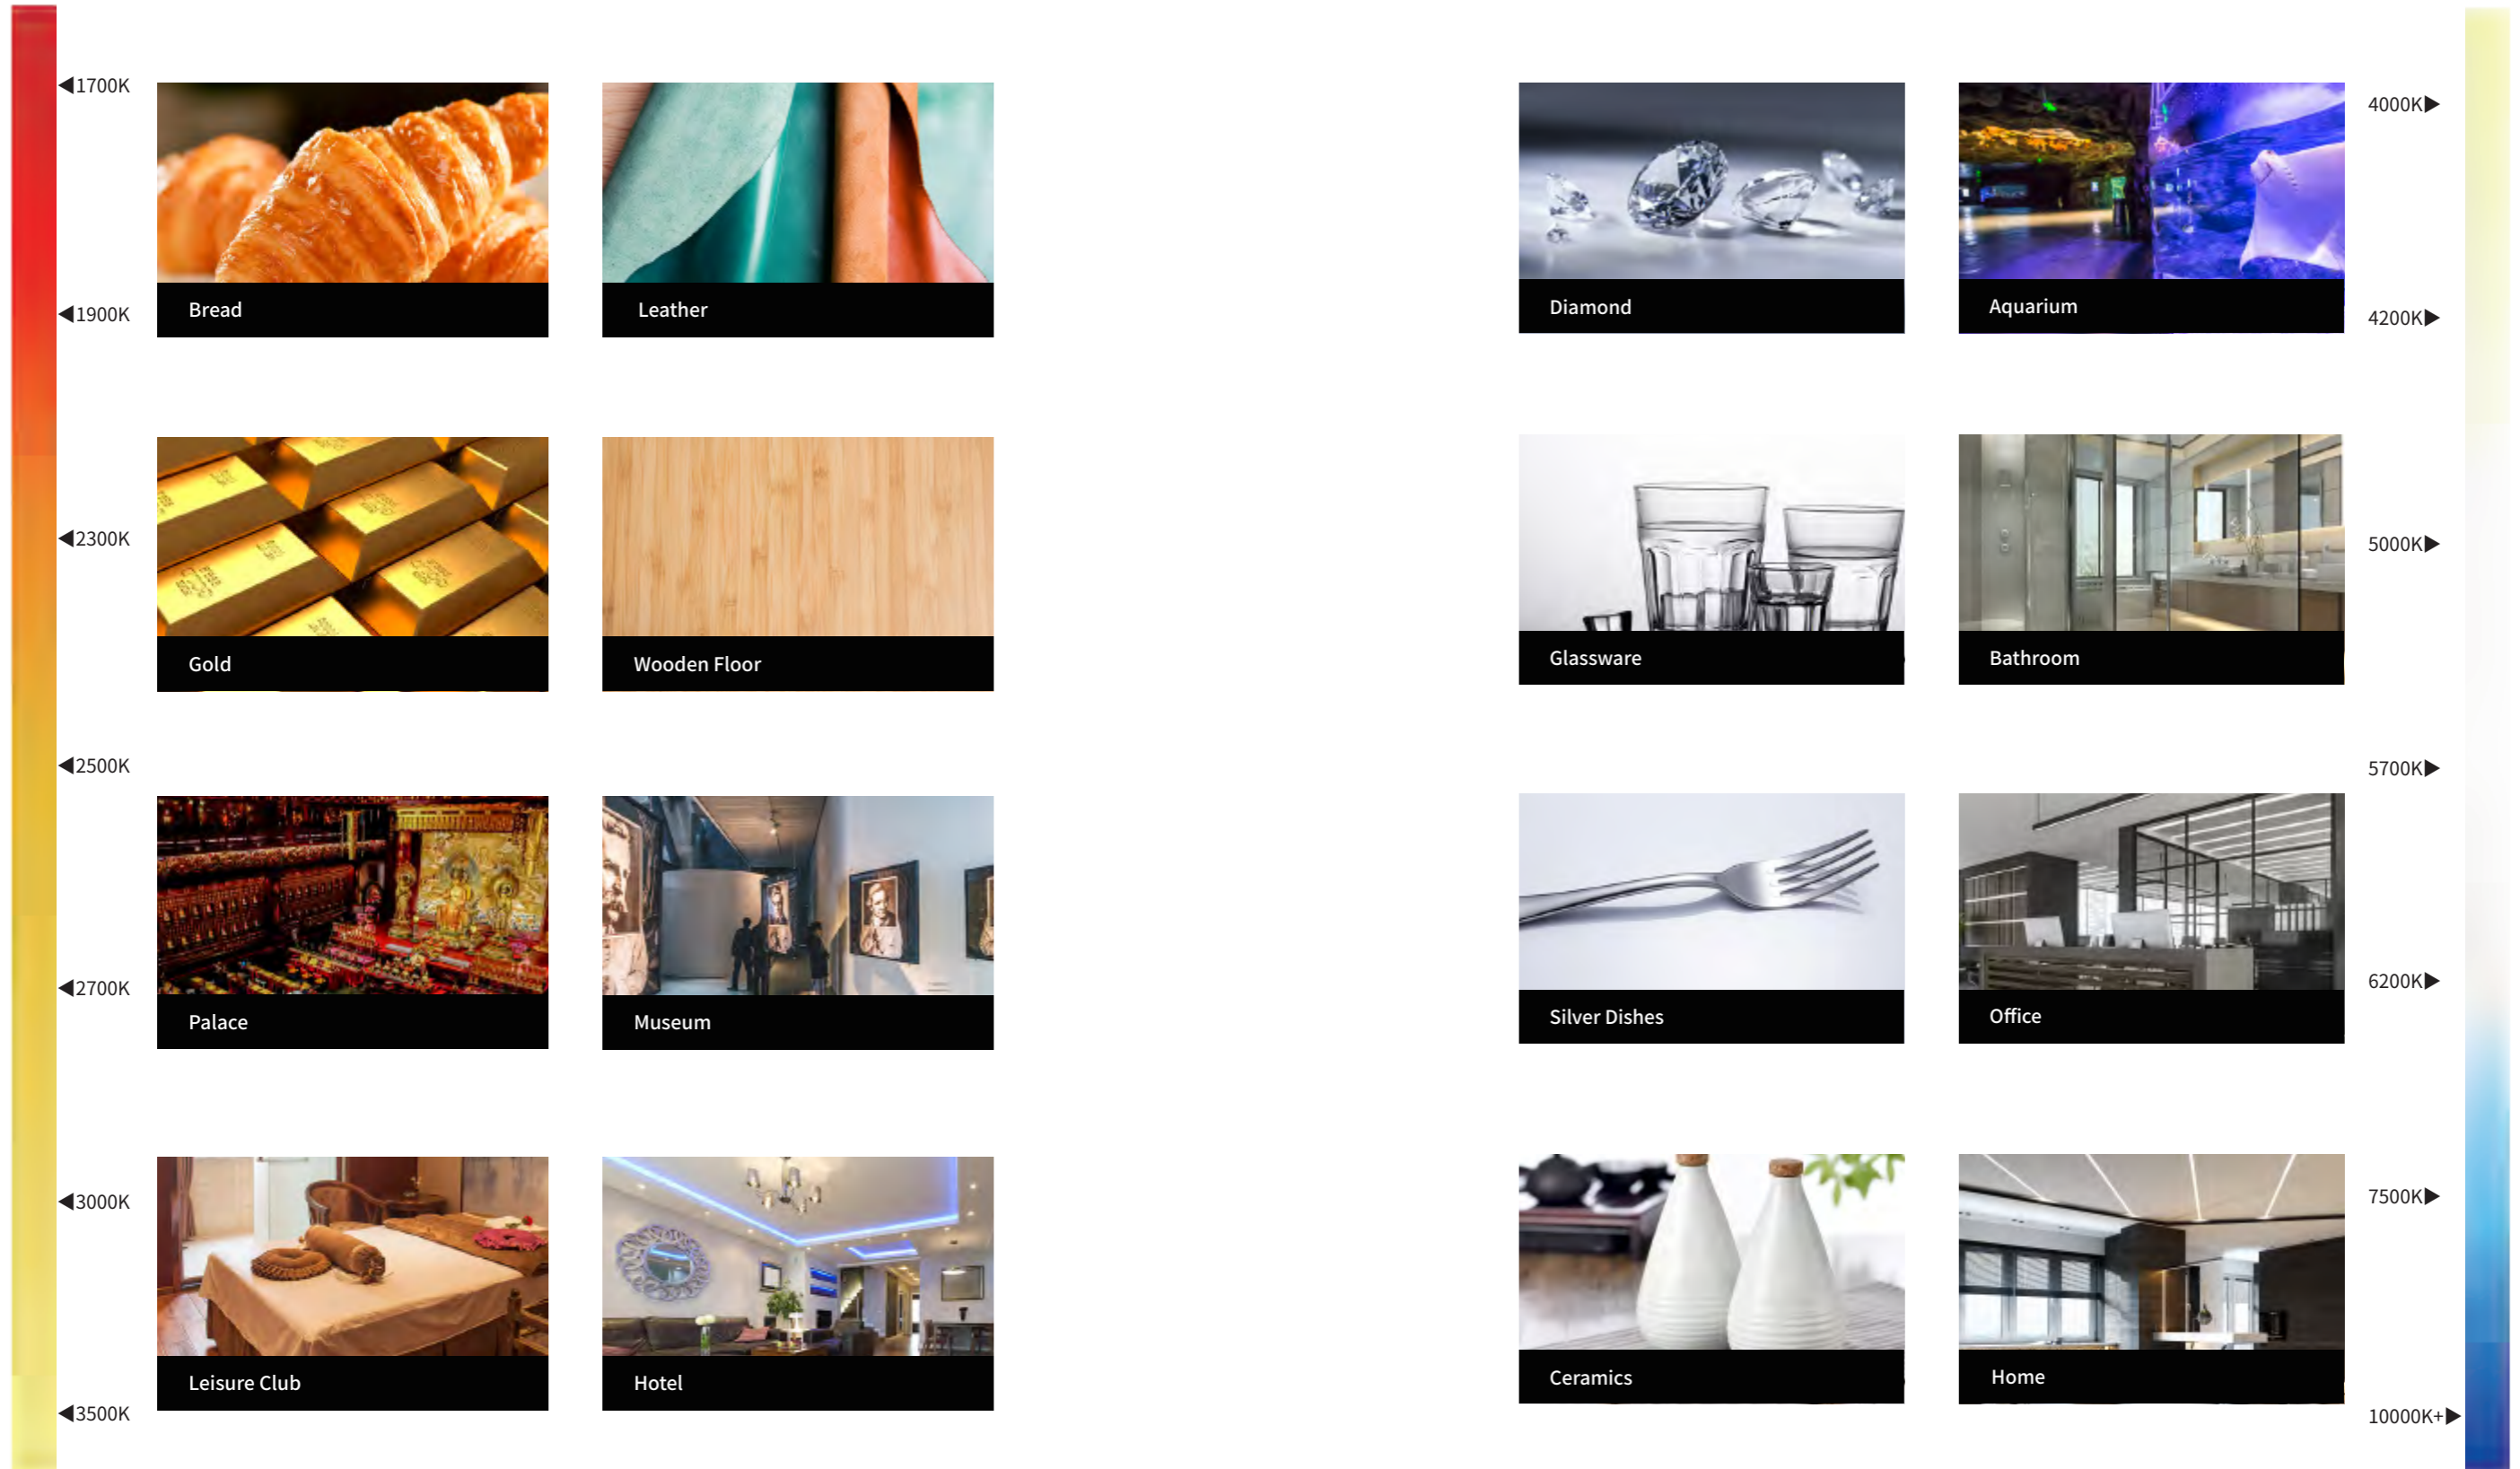 ◀1700K
Bread
Leather
◀1900K
Gold
Wooden Floor
◀2300K
◀2500K
Palace
Museum
◀2700K
◀3000K
Leisure Club
Hotel
◀3500K
Diamond
Aquarium
4000K▶
4200K▶
Glassware
Bathroom
5000K▶
5700K▶
Silver Dishes
Office
6200K▶
7500K▶
Ceramics
Home
10000K+▶